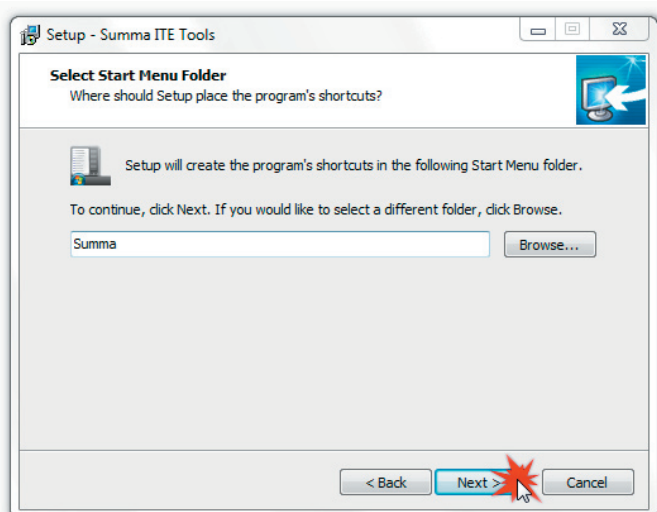 Setup - Summa ITE Tools
Select Start Menu Folder
Where should Setup place the program's shortcuts?
Setup will create the program's shortcuts in the following Start Menu folder.
To continue, click Next. If you would like to select a different folder, click Browse.
Summa
Browse...
< Back
Next >
Cancel